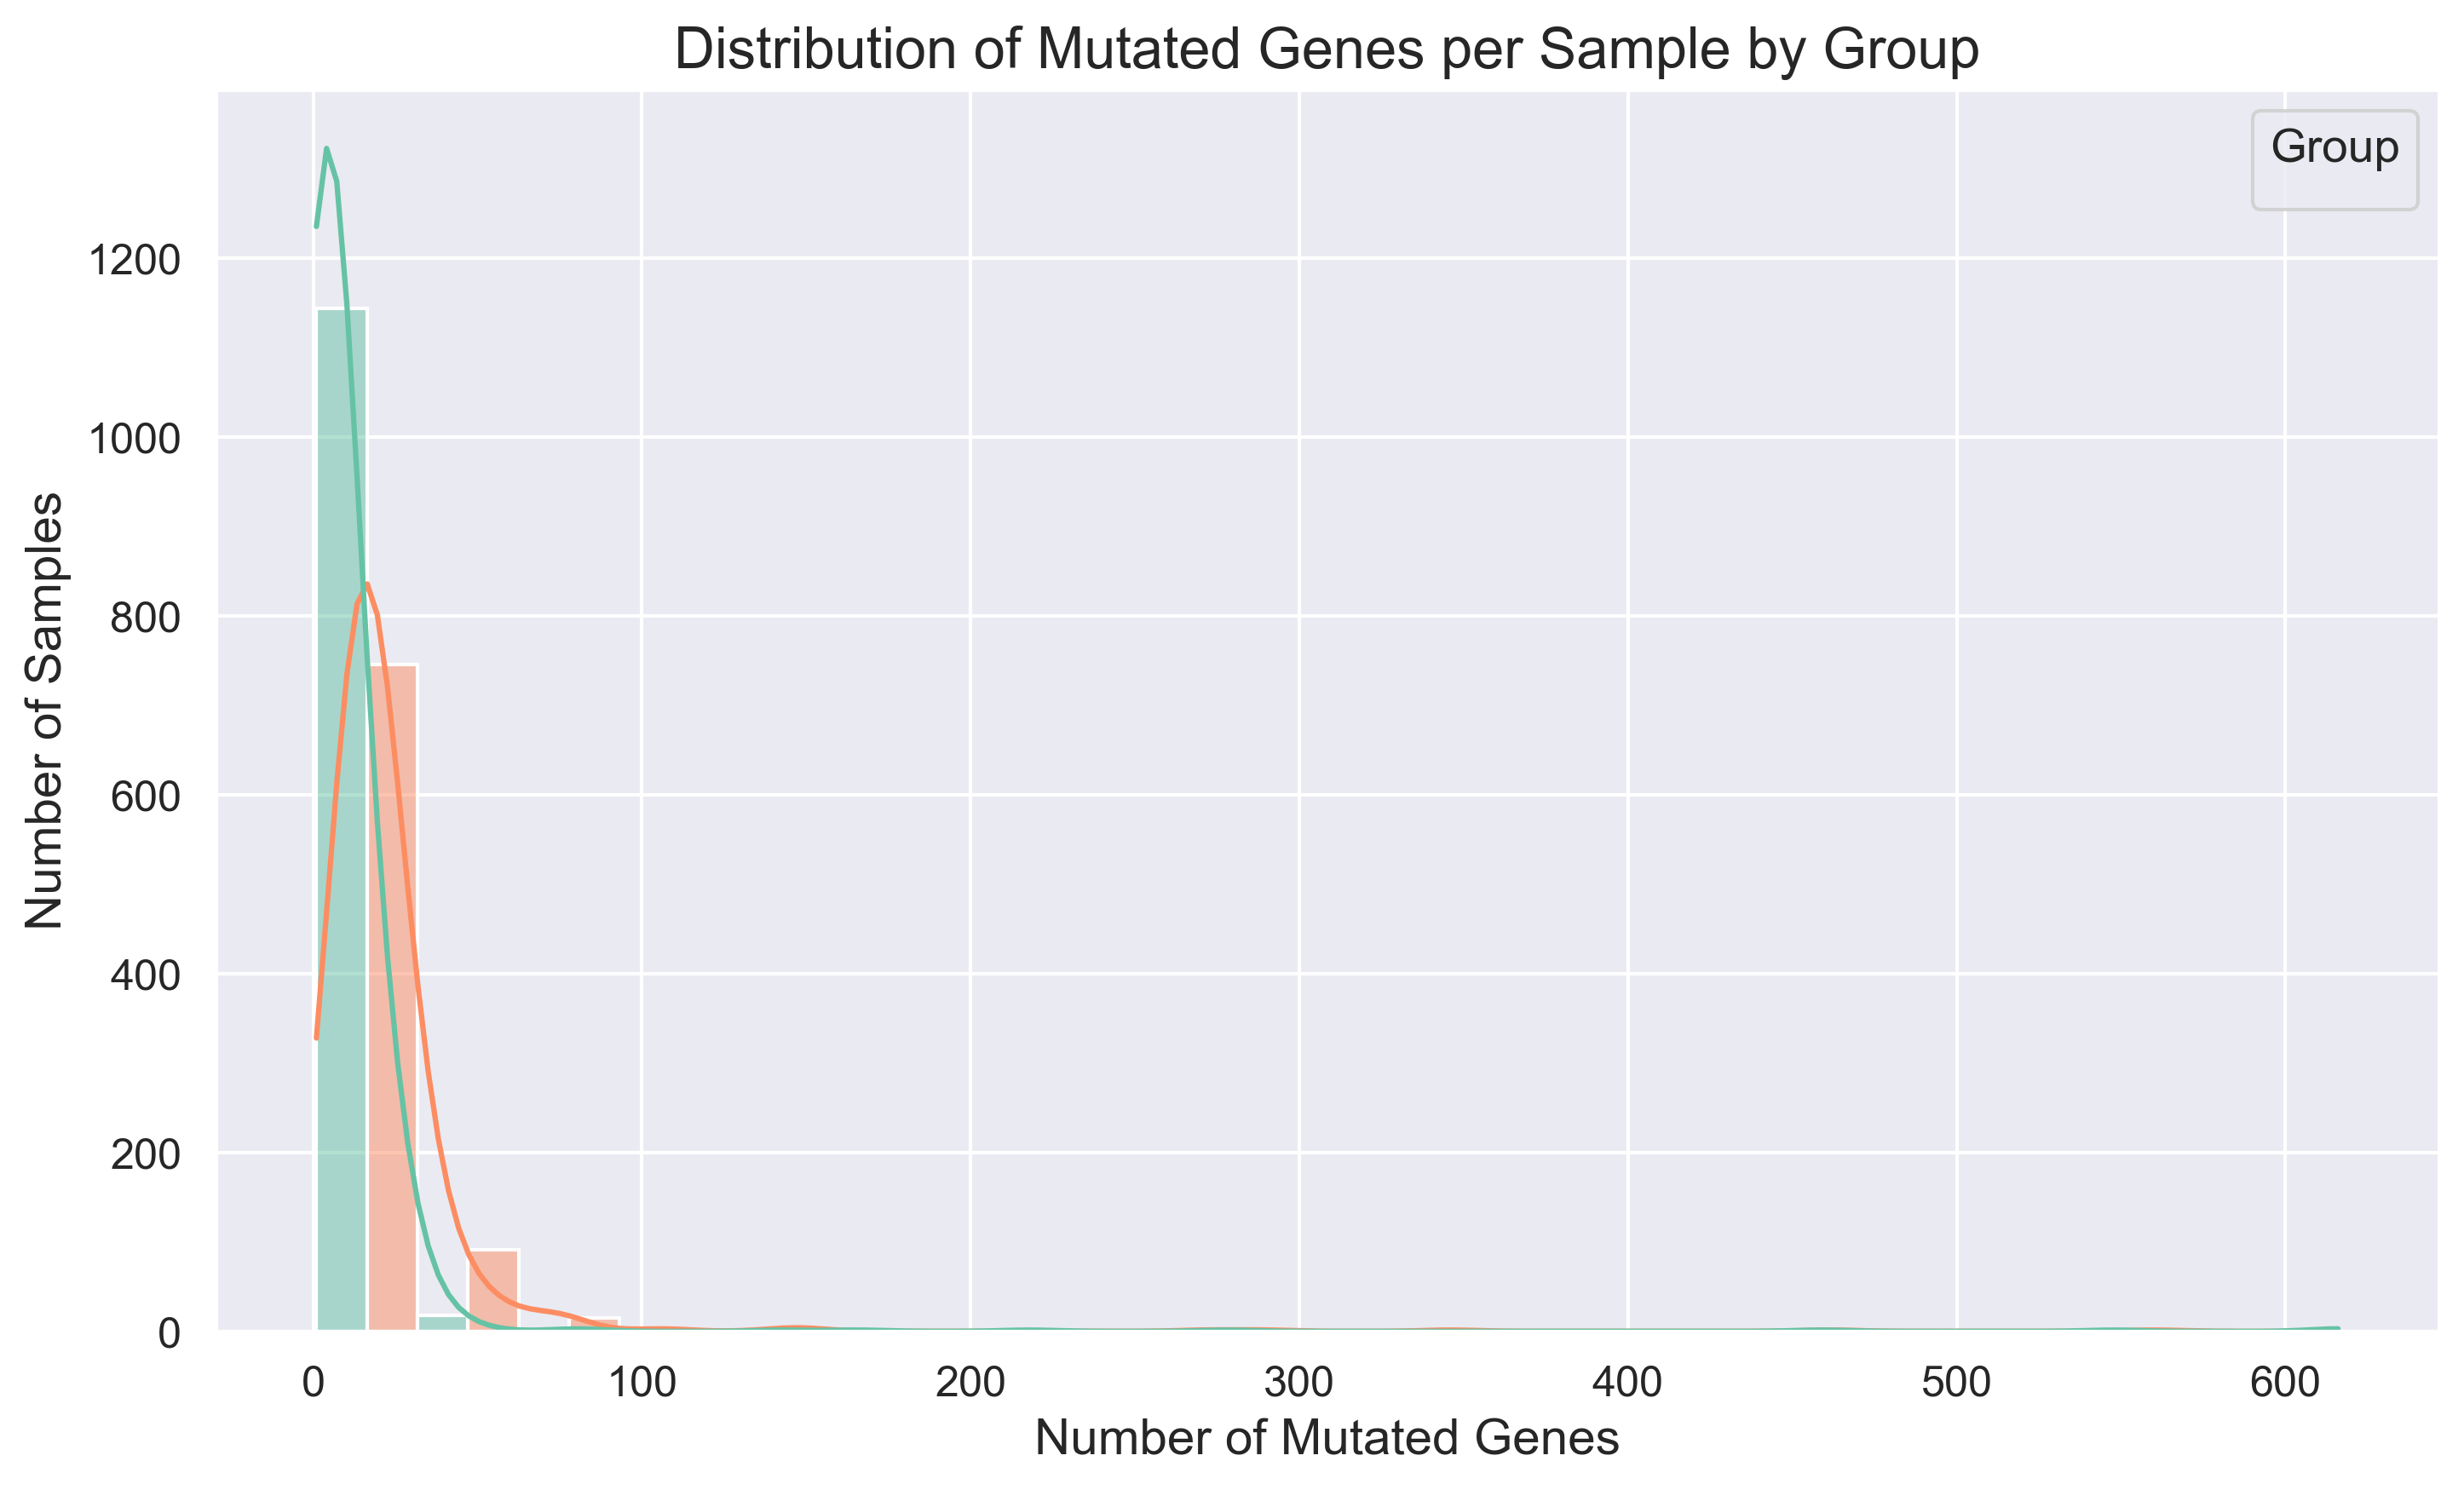 Distribution of Mutated Genes per Sample by Group
Group
Number of Samples
1200
1000
800
600
400
200
0
0 100 200 300 400 500 600
Number of Mutated Genes